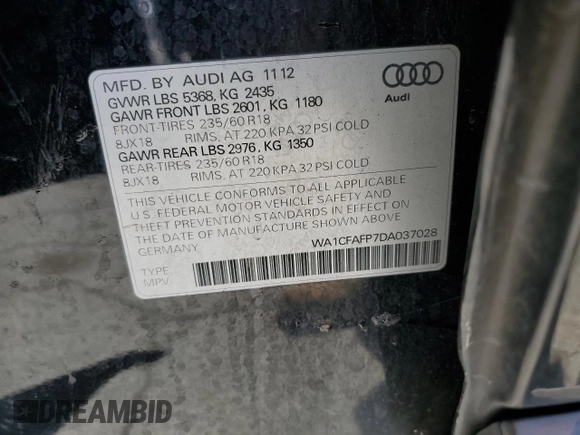 MFD. BY AUDI AG 11 12
GVWR LBS 5368, KG 2435
GAWR FRONT LBS 2601, KG 1180
FRONT-TIRES 235/60 R18
8JX18 RIMS, AT 220 KPA 32 PSI COLD
GAWR REAR LBS 2976, KG 1350
REAR-TIRES 235/60 R18
8JX18 RIMS, AT 220 KPA 32 PSI COLD
THIS VEHICLE CONFORMS TO ALL APPLICABLE
U.S. FEDERAL MOTOR VEHICLE SAFETY AND
THEFT PREVENTION STANDARDS IN EFFECT ON
THE DATE OF MANUFACTURE SHOWN ABOVE.
GERMANY
WA1CFAFP7DA037028
TYPE
MPV
Audi
DREAMBID